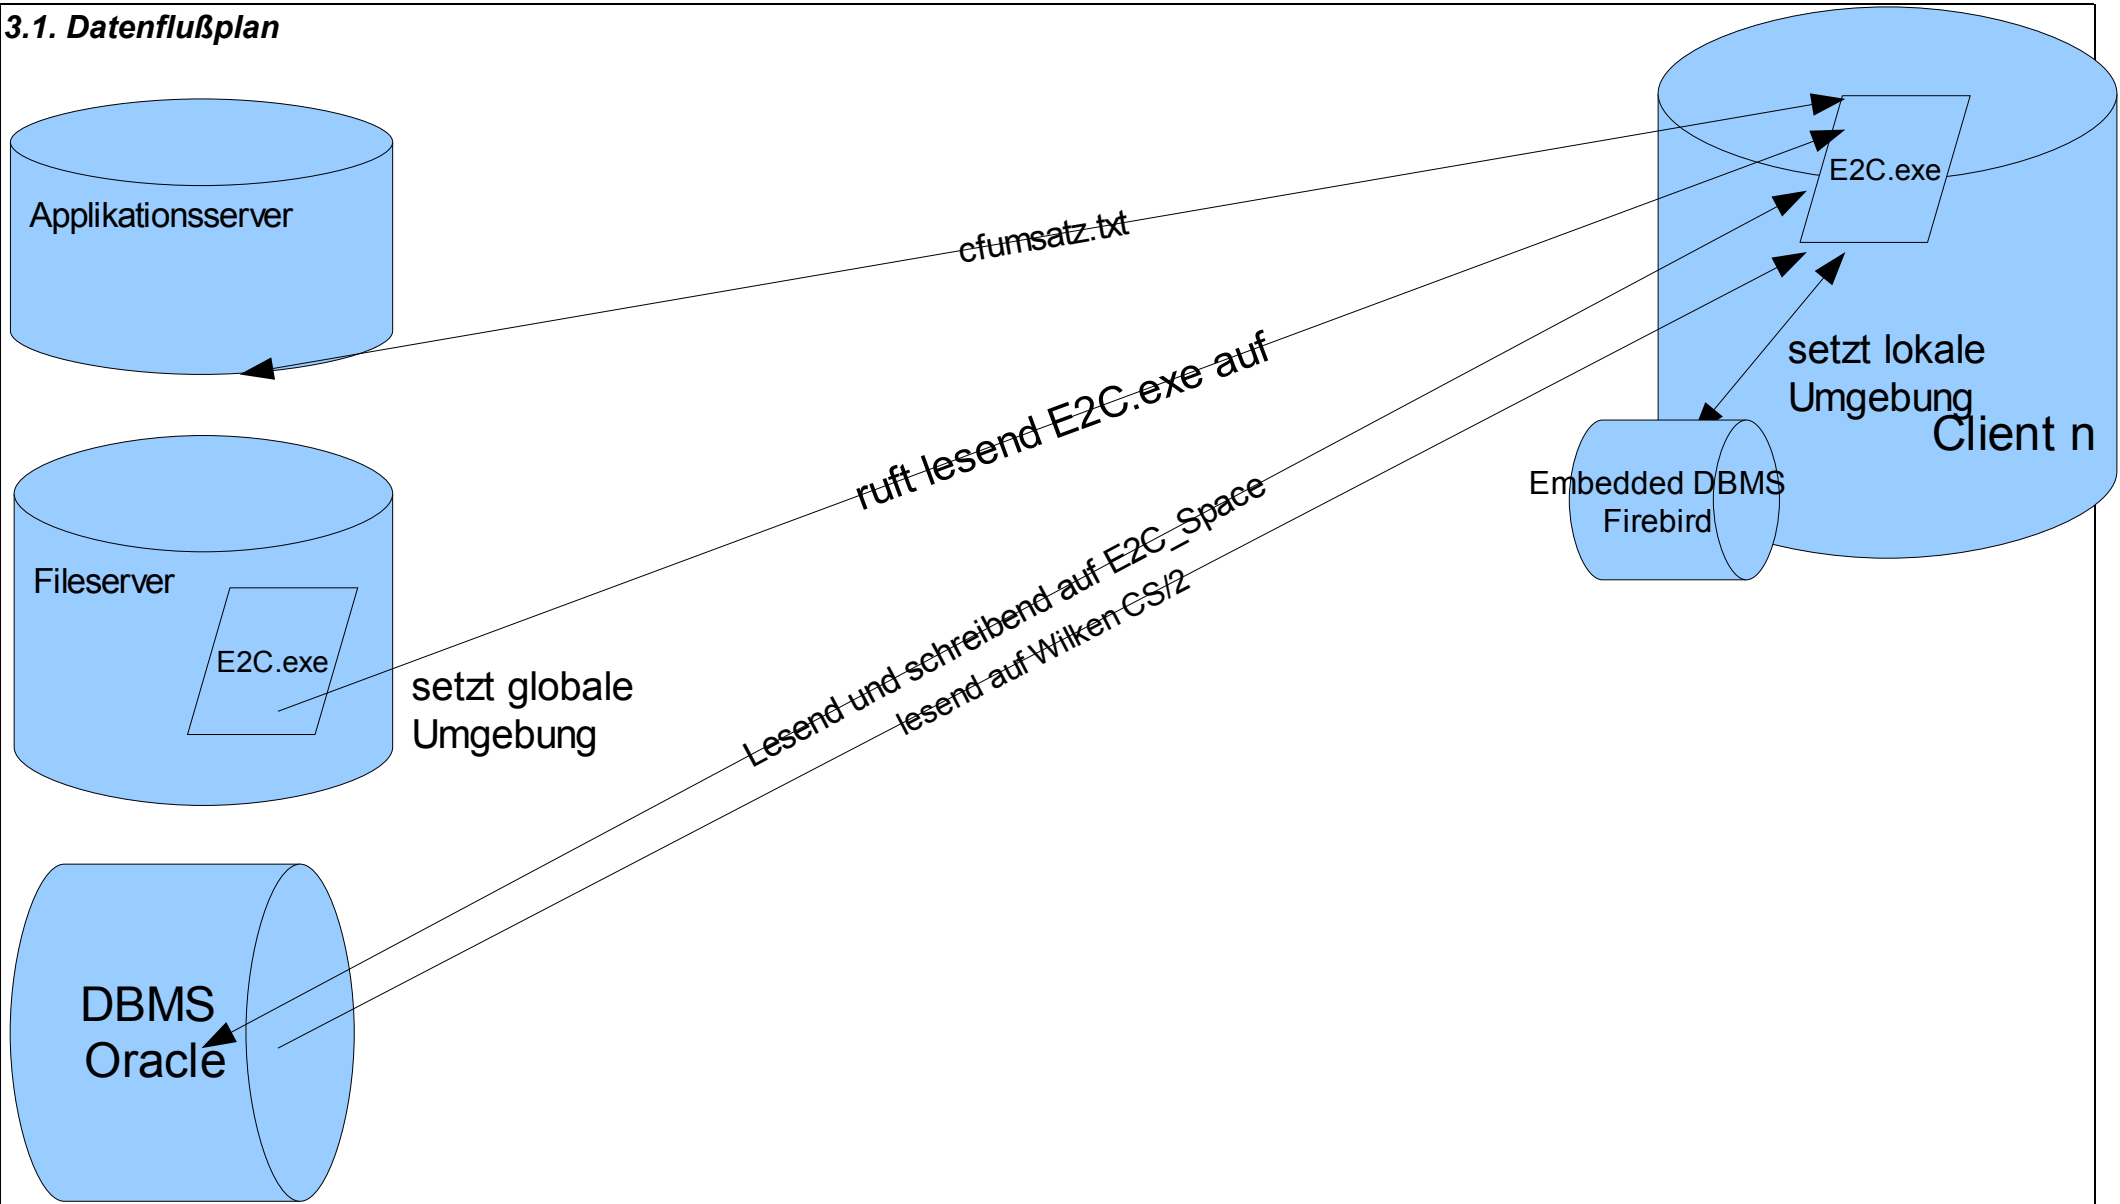 3.1. Datenflußplan
Applikationsserver
E2C.exe
cfumsatz.txt
setzt lokale
Umgebung
Client n
ruft lesend E2C.exe auf
Embedded DBMS
Firebird
Fileserver
E2C.exe
setzt globale
Umgebung
Lesend und schreibend auf E2C_Space
lesend auf Wilken CS/2
DBMS
Oracle